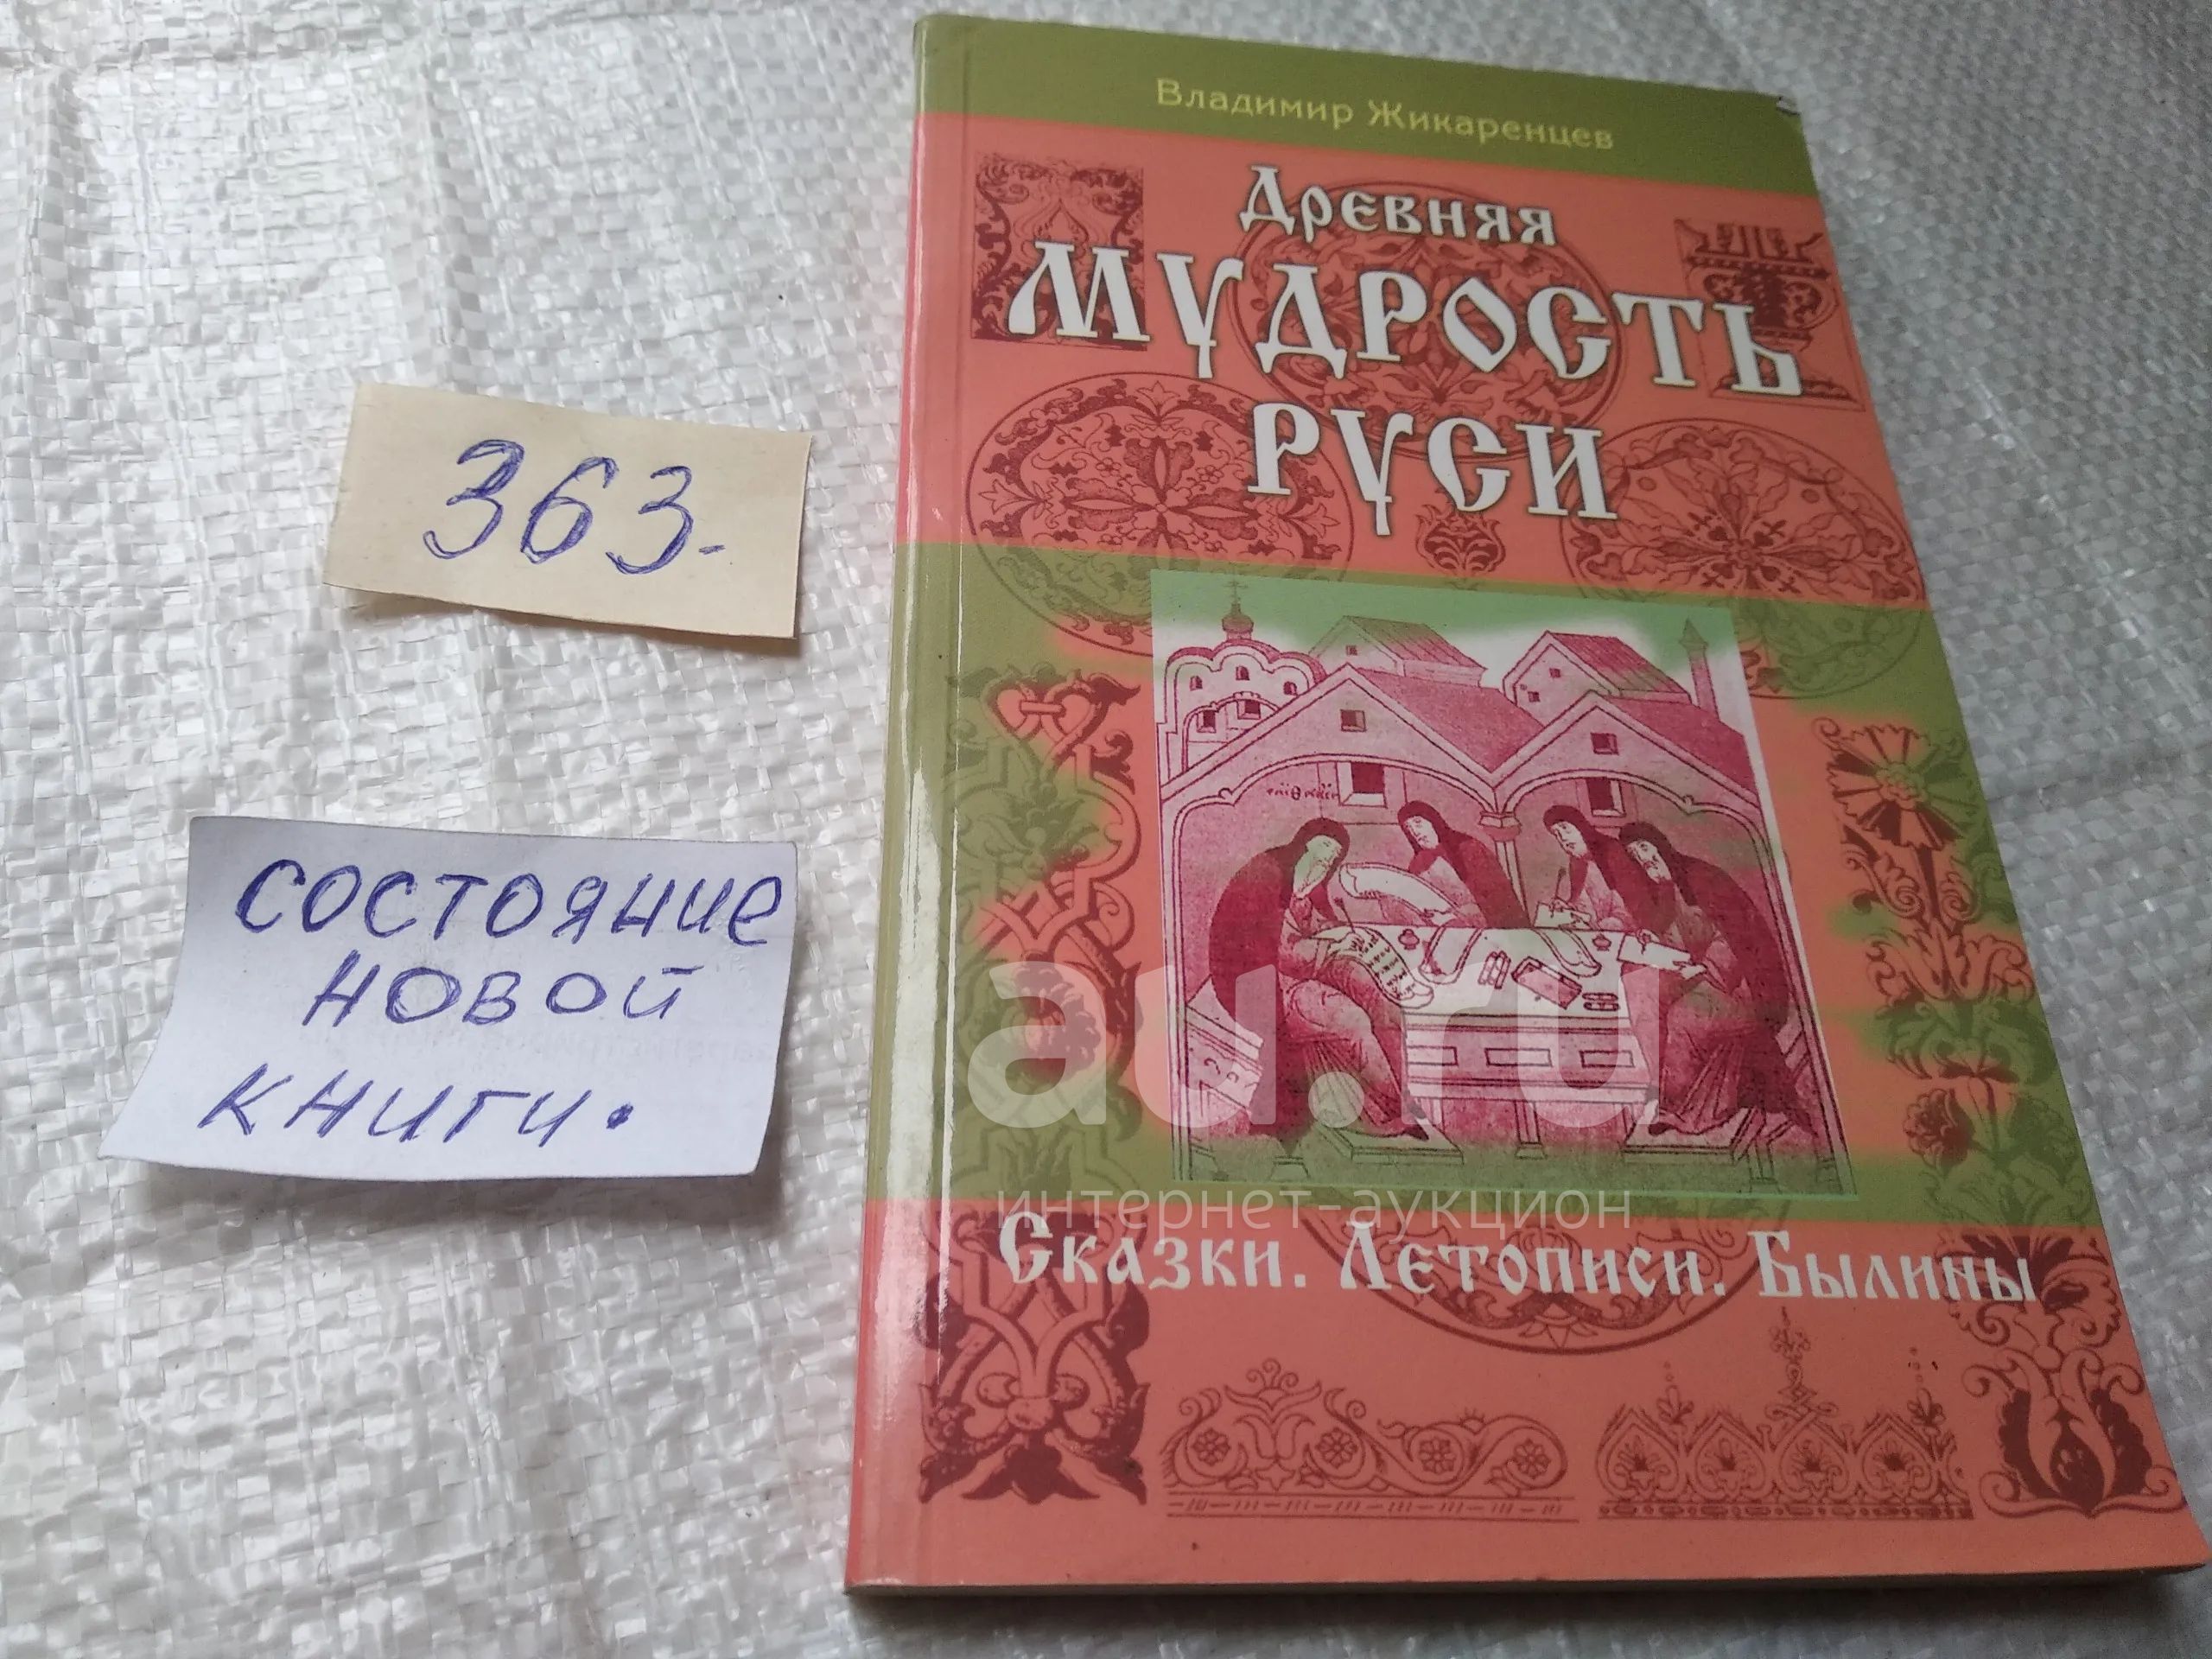 Владимир Жикаренцев
Древняя
мудрость
Руси
363-
состояние
новой
книги.
au.ru
интернет-аукцион
Сказки. Летописи. Былины